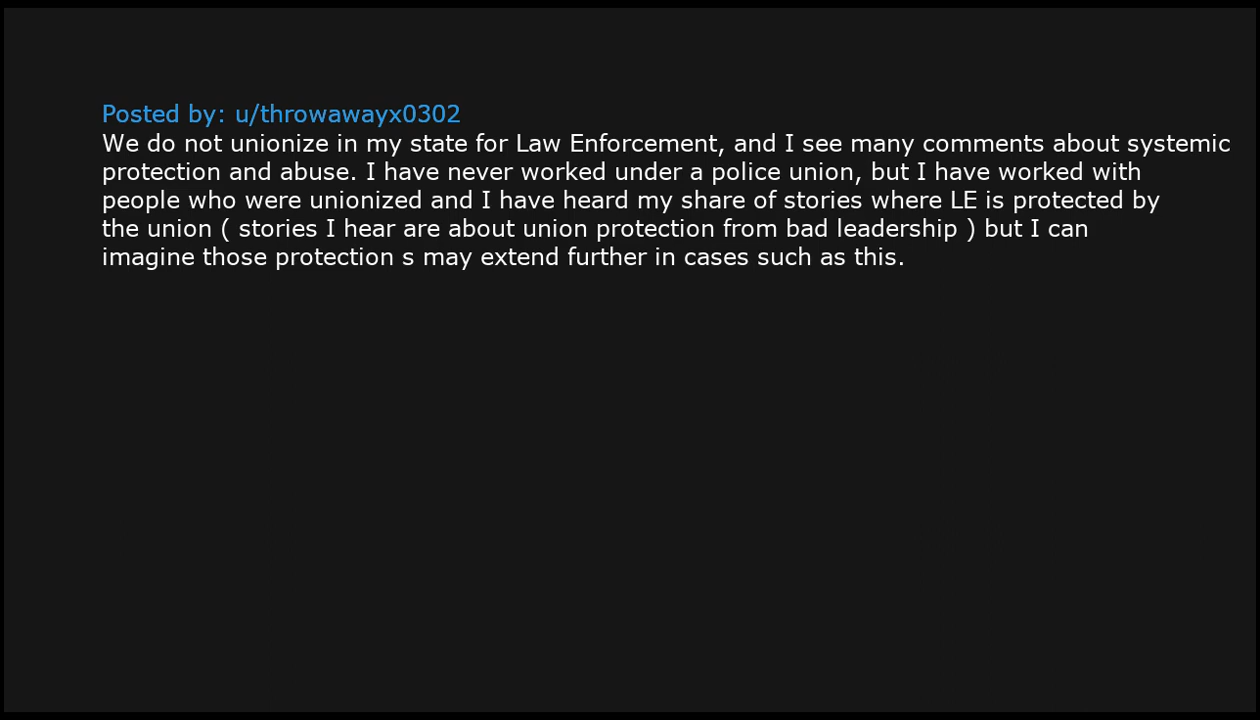 Posted by: u/throwawayx0302
We do not unionize in my state for Law Enforcement, and I see many comments about systemic
protection and abuse. I have never worked under a police union, but I have worked with
people who were unionized and I have heard my share of stories where LE is protected by
the union ( stories I hear are about union protection from bad leadership ) but I can
imagine those protection s may extend further in cases such as this.